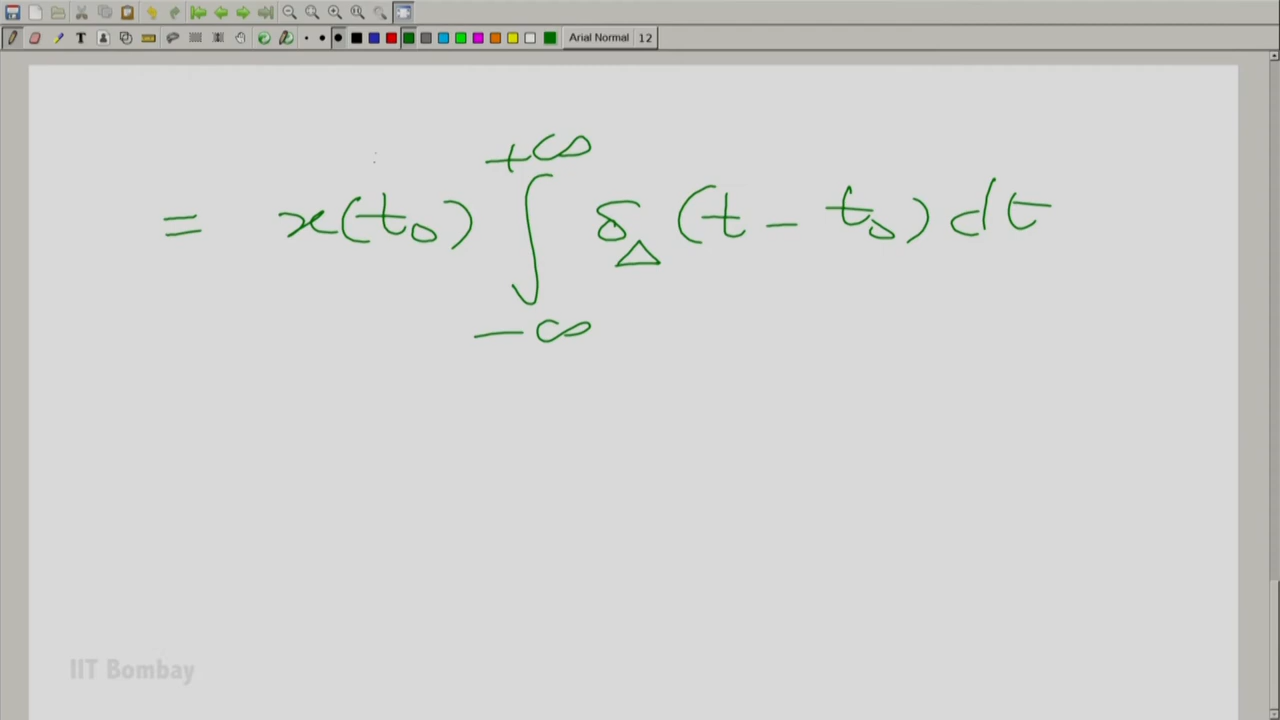 Arial Normal 12
+∞
= x(t₀) ∫ δ_Δ (t - t₀) dt
-∞
IIT Bombay